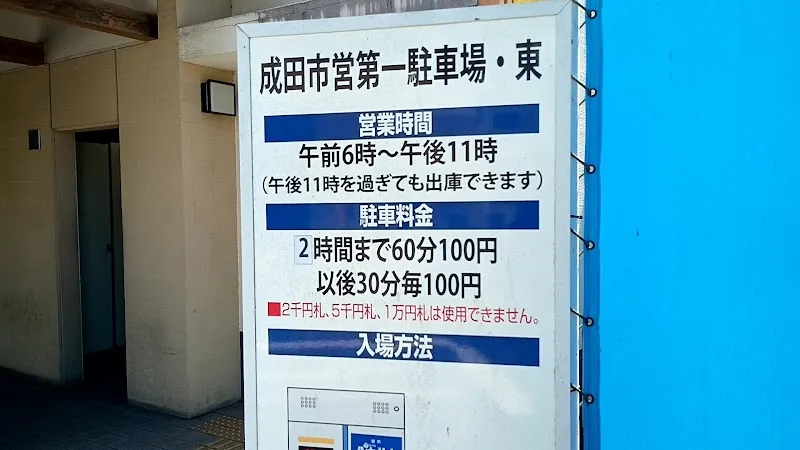 成田市営第一駐車場・東
営業時間
午前6時～午後11時
（午後11時を過ぎても出庫できます）
駐車料金
2時間まで60分100円
以後30分毎100円
■2千円札、5千円札、1万円札は使用できません。
入場方法